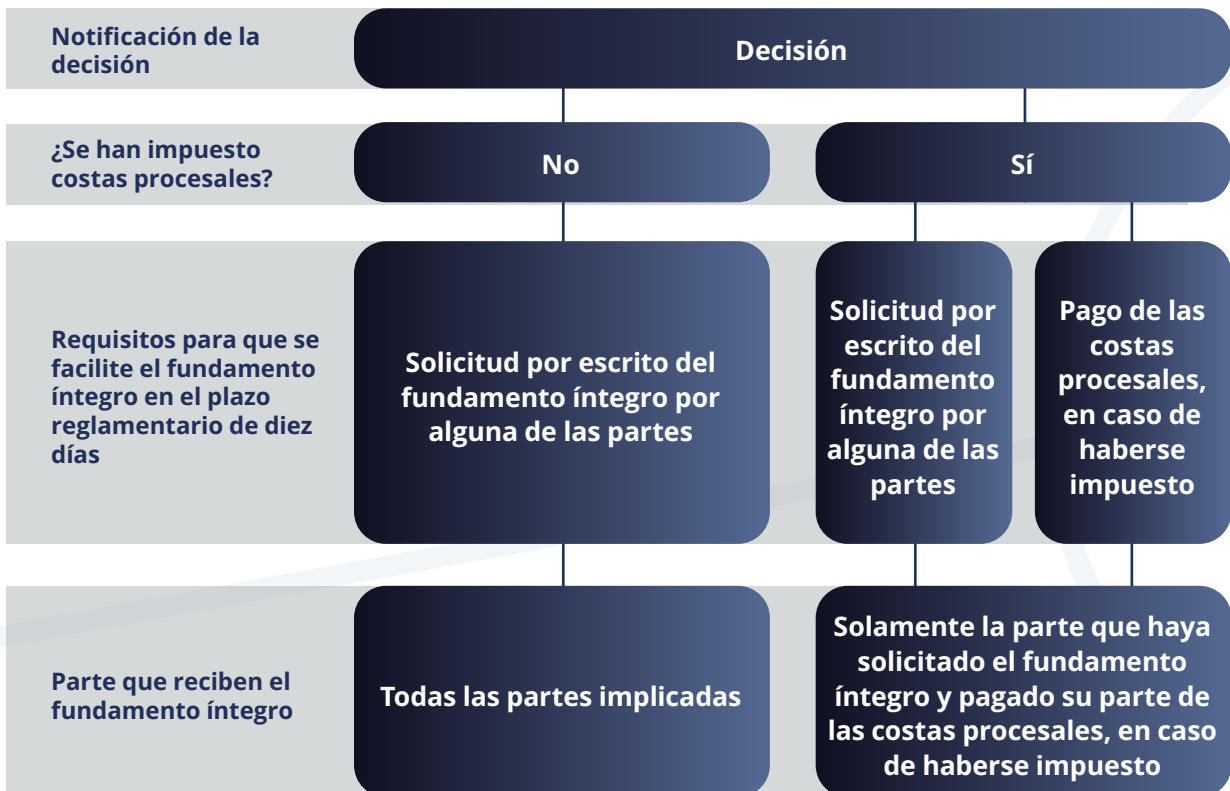 Notificación de la
decisión
Decisión
¿Se han impuesto
costas procesales?
No
Sí
Requisitos para que se
facilite el fundamento
íntegro en el plazo
reglamentario de diez
días
Solicitud por escrito del
fundamento íntegro por
alguna de las partes
Solicitud por
escrito del
fundamento
íntegro por
alguna de las
partes
Pago de las
costas
procesales,
en caso de
haberse
impuesto
Parte que reciben el
fundamento íntegro
Todas las partes implicadas
Solamente la parte que haya
solicitado el fundamento
íntegro y pagado su parte de
las costas procesales, en caso
de haberse impuesto